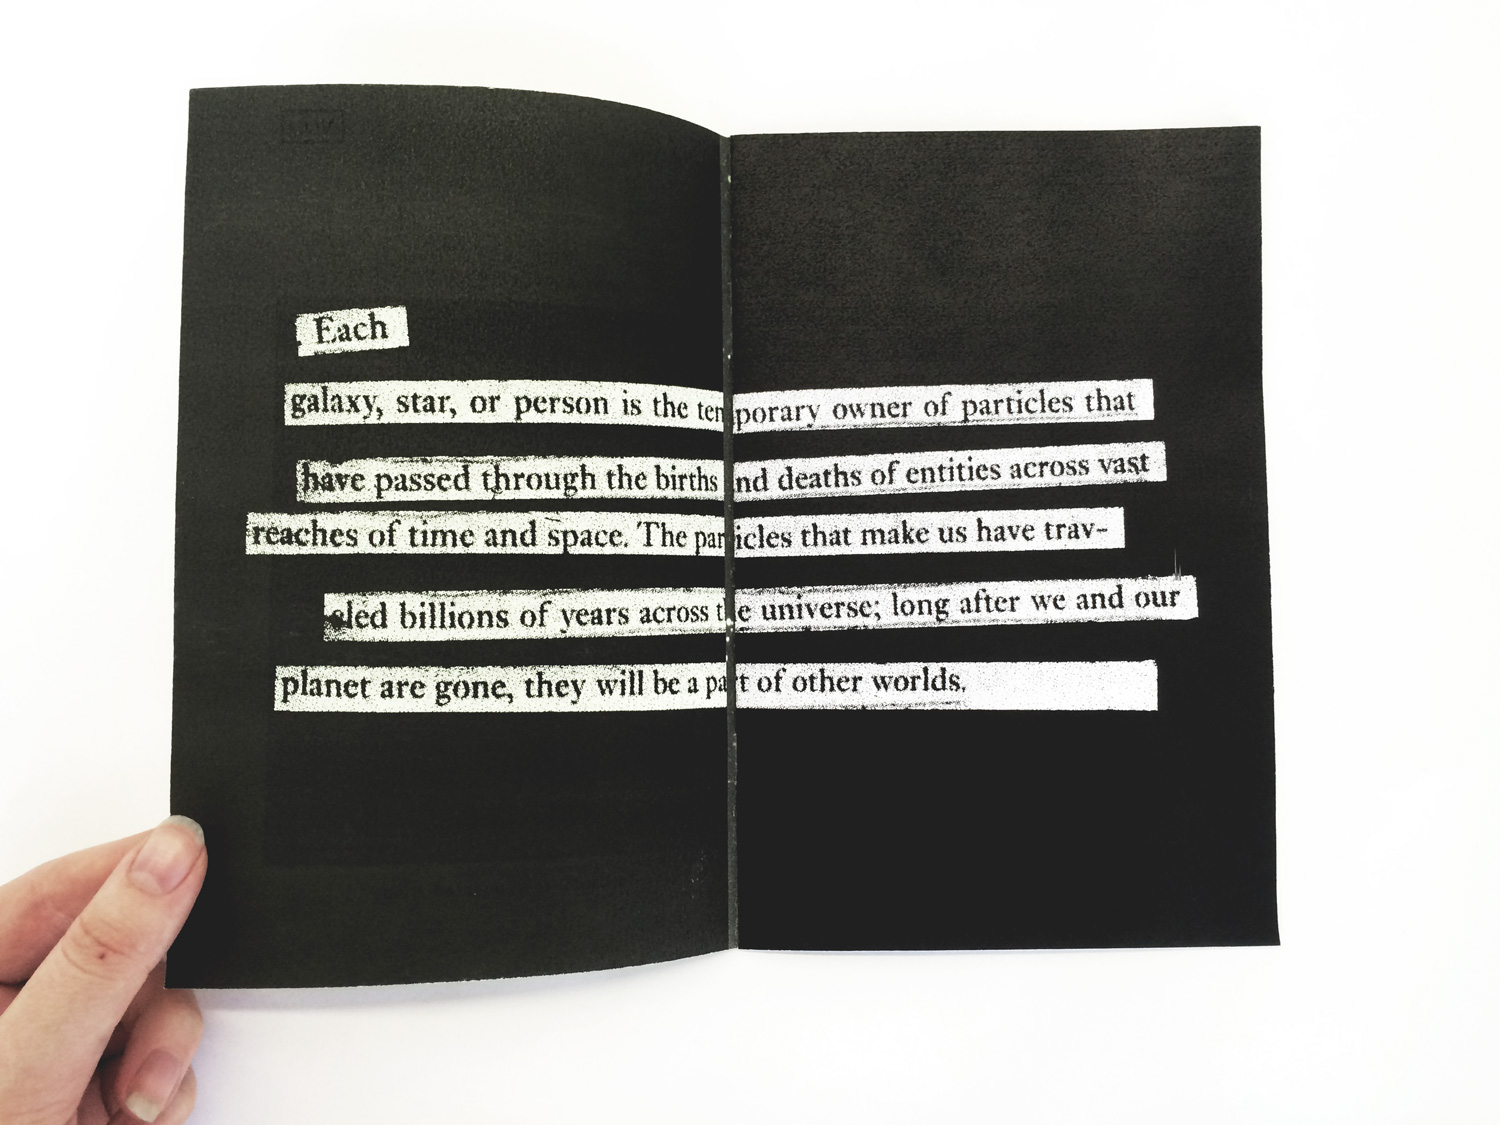 Each
galaxy, star, or person is the temporary owner of particles that
have passed through the births and deaths of entities across vast
reaches of time and space. The particles that make us have trav-
eled billions of years across the universe; long after we and our
planet are gone, they will be a part of other worlds.